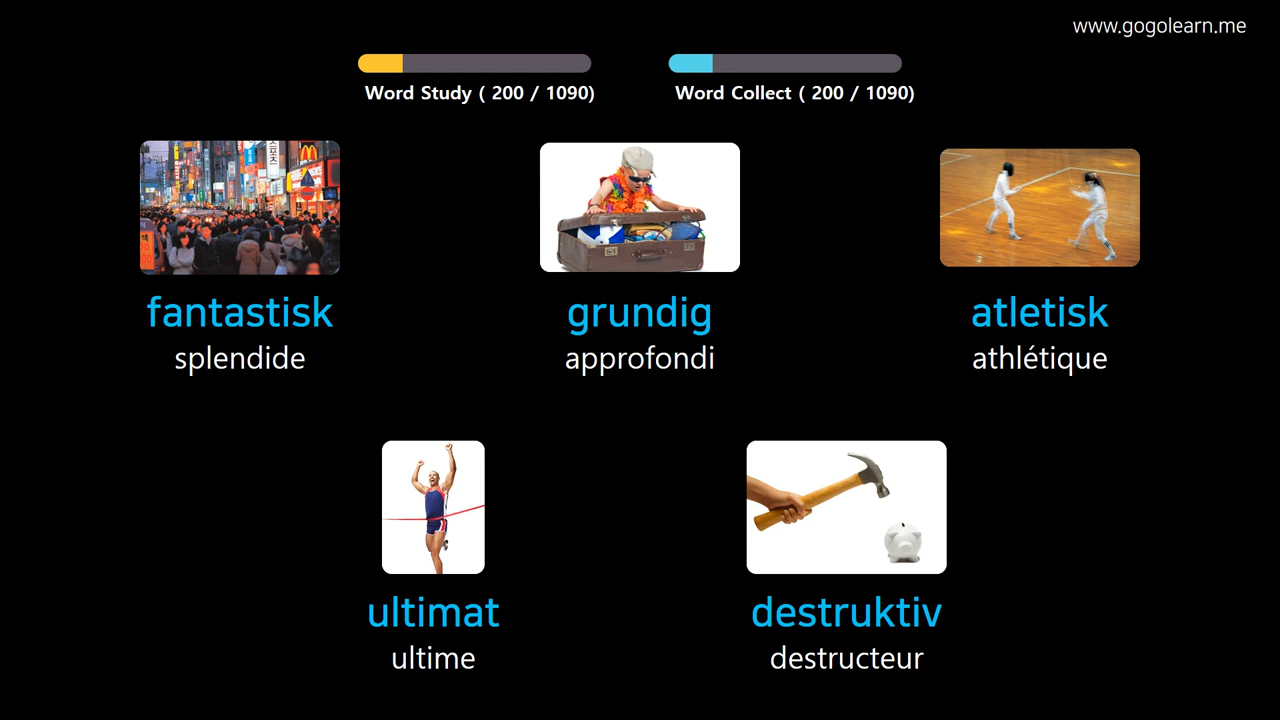 www.gogolearn.me
Word Study ( 200 / 1090)
Word Collect ( 200 / 1090)
fantastisk
splendide
grundig
approfondi
atletisk
athlétique
ultimat
ultime
destruktiv
destructeur